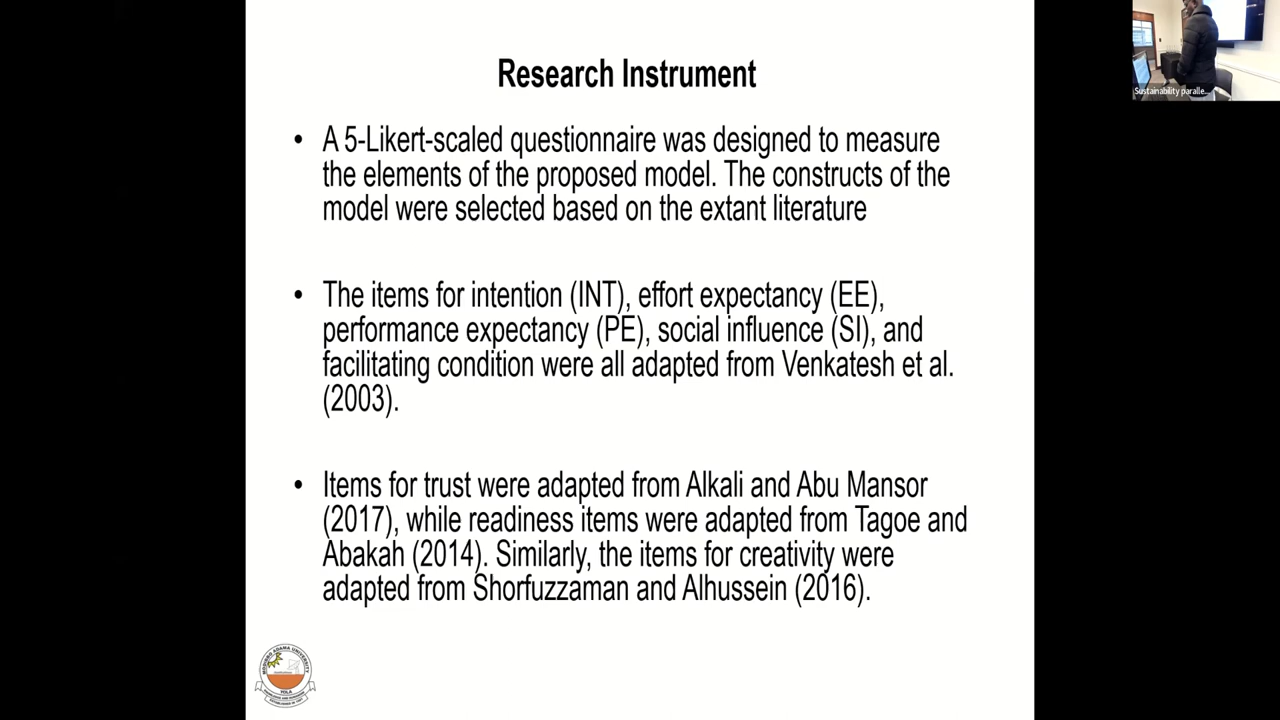 Research Instrument
• A 5-Likert-scaled questionnaire was designed to measure
the elements of the proposed model. The constructs of the
model were selected based on the extant literature
• The items for intention (INT), effort expectancy (EE),
performance expectancy (PE), social influence (SI), and
facilitating condition were all adapted from Venkatesh et al.
(2003).
• Items for trust were adapted from Alkali and Abu Mansor
(2017), while readiness items were adapted from Tagoe and
Abakah (2014). Similarly, the items for creativity were
adapted from Shorfuzzaman and Alhussein (2016).
Sustainability paralle...
MODIBBO ADAMA UNIVERSITY
YOLA